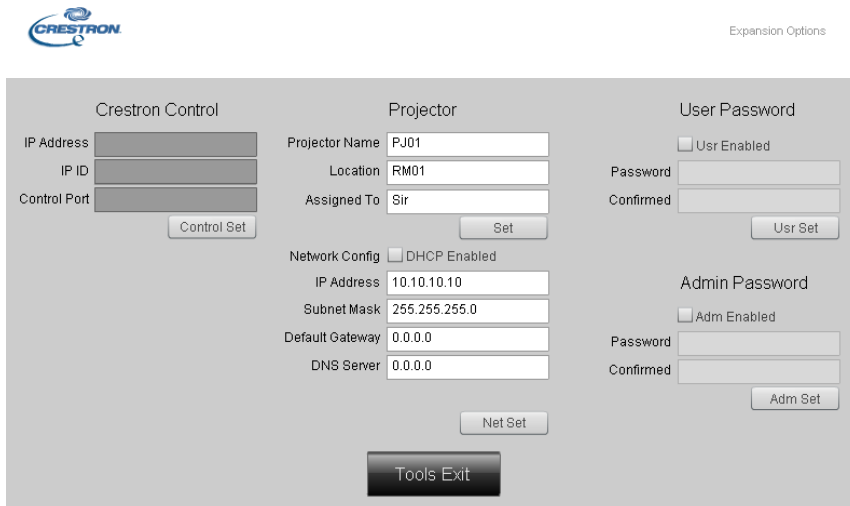 CRESTRON.
Expansion Options
Crestron Control
IP Address
IP ID
Control Port
Control Set
Projector
Projector Name PJ01
Location RM01
Assigned To Sir
Set
Network Config DHCP Enabled
IP Address 10.10.10.10
Subnet Mask 255.255.255.0
Default Gateway 0.0.0.0
DNS Server 0.0.0.0
Net Set
User Password
Usr Enabled
Password
Confirmed
Usr Set
Admin Password
Adm Enabled
Password
Confirmed
Adm Set
Tools Exit